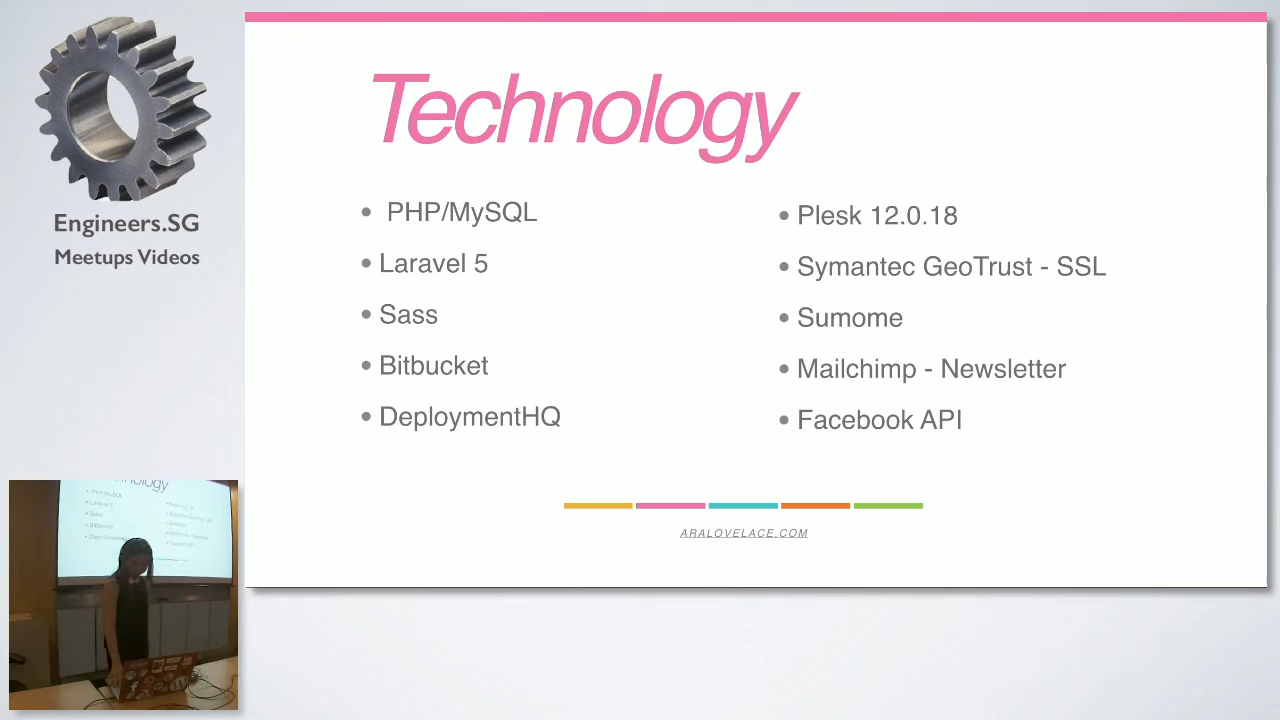 Engineers.SG
Meetups Videos
Technology
• PHP/MySQL
• Laravel 5
• Sass
• Bitbucket
• DeploymentHQ
• Plesk 12.0.18
• Symantec GeoTrust - SSL
• Sumome
• Mailchimp - Newsletter
• Facebook API
ARALOVELACE.COM